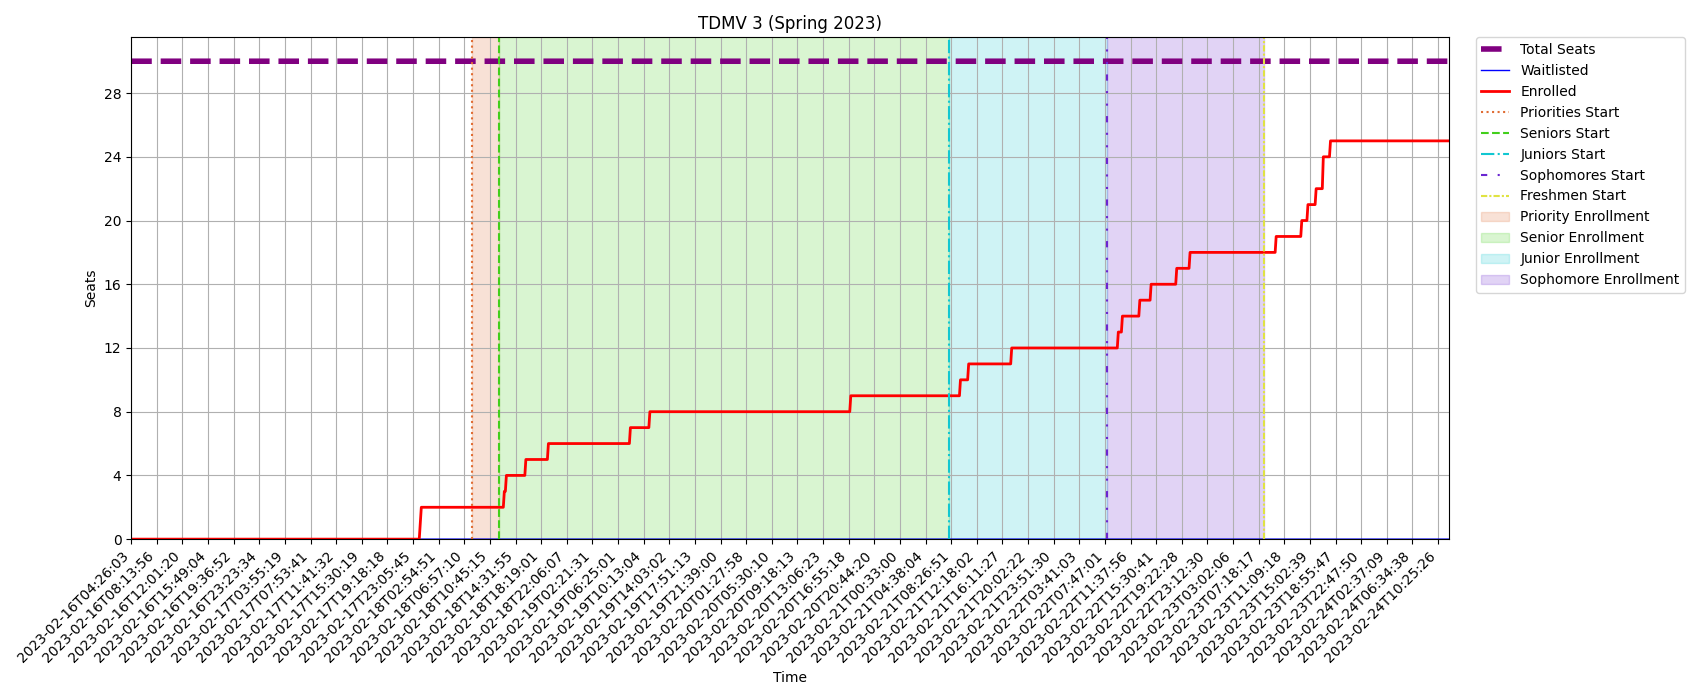 TDMV 3 (Spring 2023)
Total Seats
Waitlisted
Enrolled
Priorities Start
Seniors Start
Juniors Start
Sophomores Start
Freshmen Start
Priority Enrollment
Senior Enrollment
Junior Enrollment
Sophomore Enrollment
Seats
28
24
20
16
12
8
4
0
2023-02-16T04:26:03
2023-02-16T08:13:56
2023-02-16T12:01:20
2023-02-16T15:49:04
2023-02-16T19:36:52
2023-02-16T23:23:34
2023-02-17T03:55:19
2023-02-17T07:53:41
2023-02-17T11:41:32
2023-02-17T15:30:19
2023-02-17T19:18:18
2023-02-17T23:05:45
2023-02-18T02:54:51
2023-02-18T06:57:10
2023-02-18T10:45:15
2023-02-18T14:31:55
2023-02-18T18:19:01
2023-02-18T22:06:07
2023-02-19T02:21:31
2023-02-19T06:25:01
2023-02-19T10:13:04
2023-02-19T14:03:02
2023-02-19T17:51:13
2023-02-19T21:39:00
2023-02-20T01:27:58
2023-02-20T05:30:10
2023-02-20T09:18:13
2023-02-20T13:06:23
2023-02-20T16:55:18
2023-02-20T20:44:20
2023-02-21T00:33:00
2023-02-21T04:38:04
2023-02-21T08:26:51
2023-02-21T12:18:02
2023-02-21T16:11:27
2023-02-21T20:02:22
2023-02-21T23:51:30
2023-02-22T03:41:03
2023-02-22T07:47:01
2023-02-22T11:37:56
2023-02-22T15:30:41
2023-02-22T19:22:28
2023-02-22T23:12:30
2023-02-23T03:02:06
2023-02-23T07:18:17
2023-02-23T11:09:18
2023-02-23T15:02:39
2023-02-23T18:55:47
2023-02-23T22:47:50
2023-02-24T02:37:09
2023-02-24T06:34:38
2023-02-24T10:25:26
Time